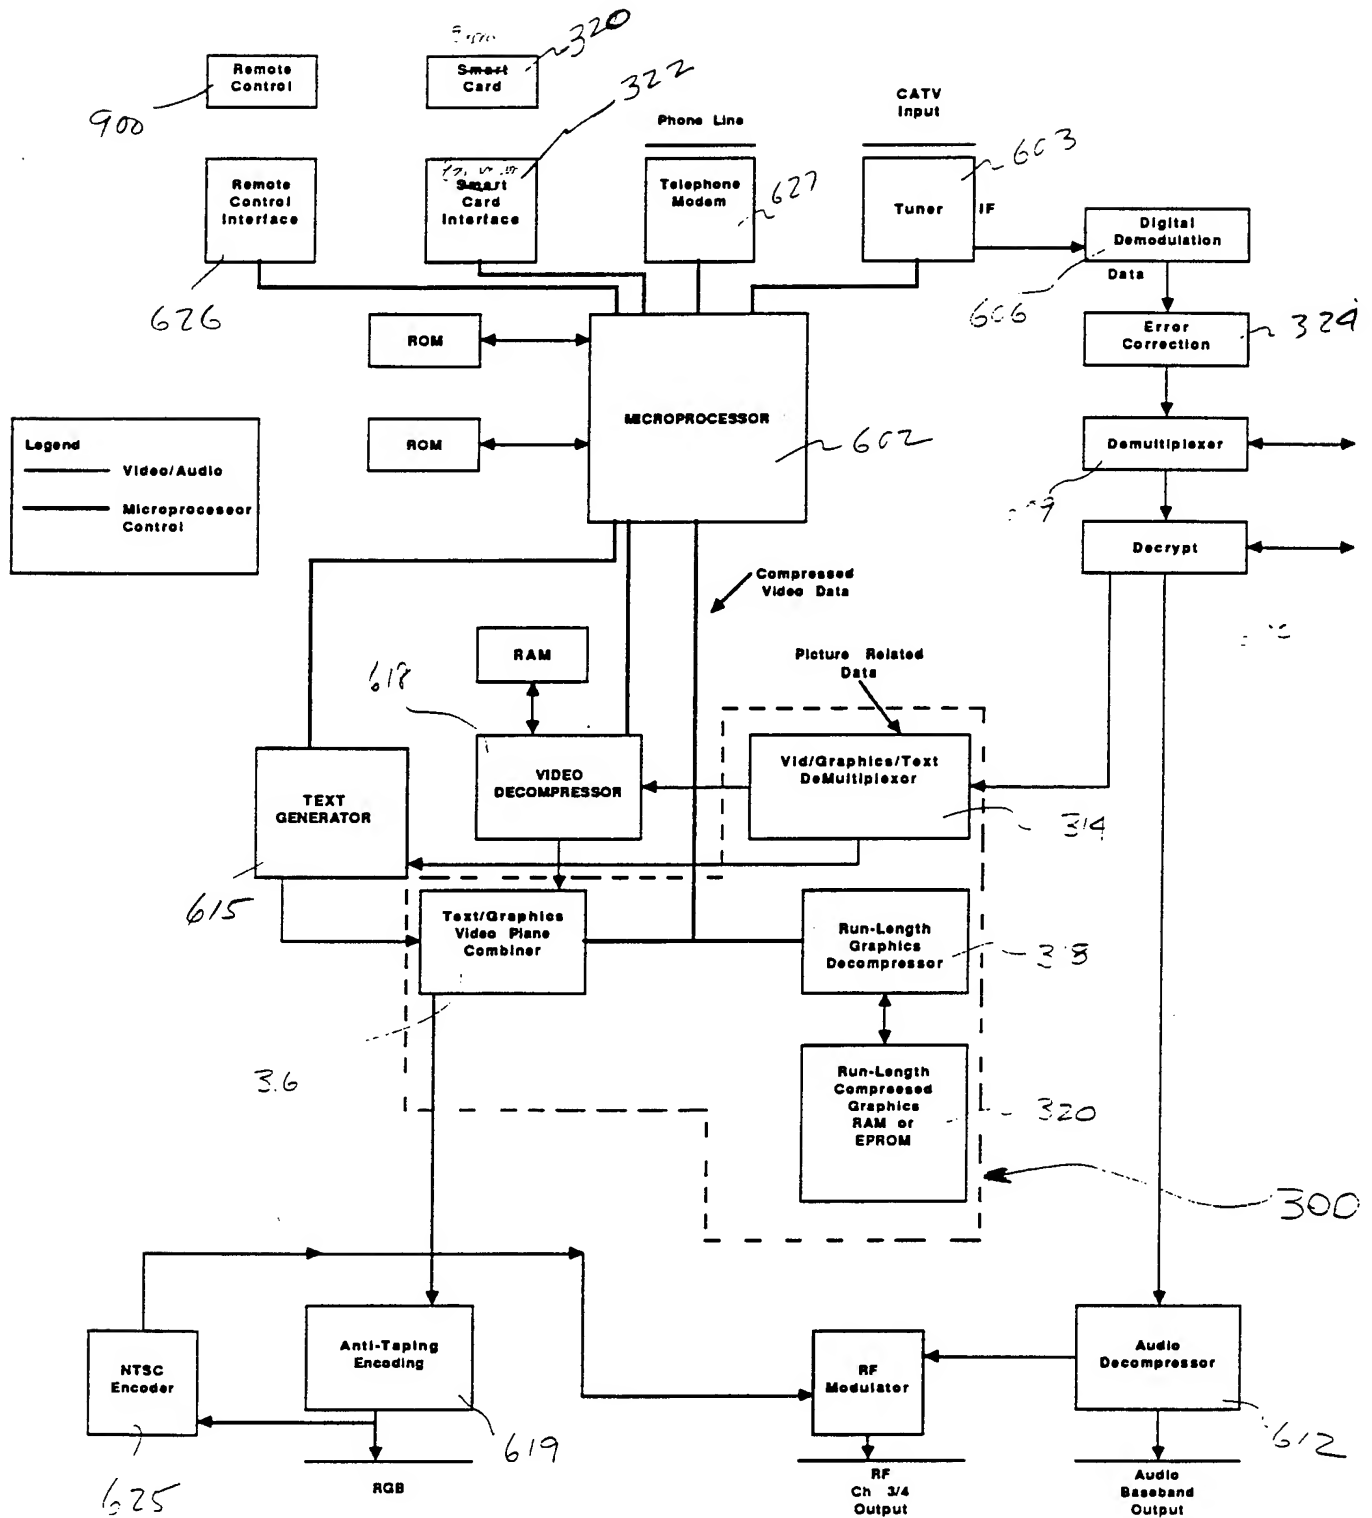 320
Remote
Control
Smart
Card
900
322
CATV
Input
Phone Line
603
Remote
Control
Interface
Smart
Card
Interface
Telephone
Modem
627
Tuner
IF
Digital
Demodulation
Data
626
606
ROM
Error
Correction
324
MICROPROCESSOR
602
ROM
Demultiplexer
Legend
Video/Audio
Microprocessor
Control
Decrypt
Compressed
Video Data
RAM
Picture Related
Data
618
Vid/Graphics/Text
DeMultiplexor
VIDEO
DECOMPRESSOR
TEXT
GENERATOR
314
615
Text/Graphics
Video Plane
Combiner
Run-Length
Graphics
Decompressor
318
3.6
Run-Length
Compressed
Graphics
RAM or
EPROM
320
300
Anti-Taping
Encoding
NTSC
Encoder
RF
Modulator
Audio
Decompressor
619
612
625
RGB
RF
Ch 3/4
Output
Audio
Baseband
Output